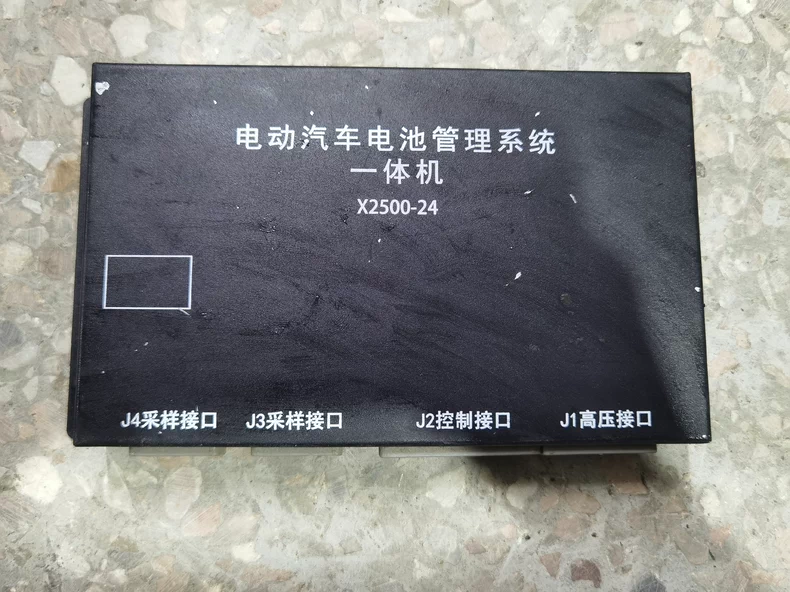 电动汽车电池管理系统
一体机
X2500-24
J4采样接口 J3采样接口 J2控制接口 J1高压接口